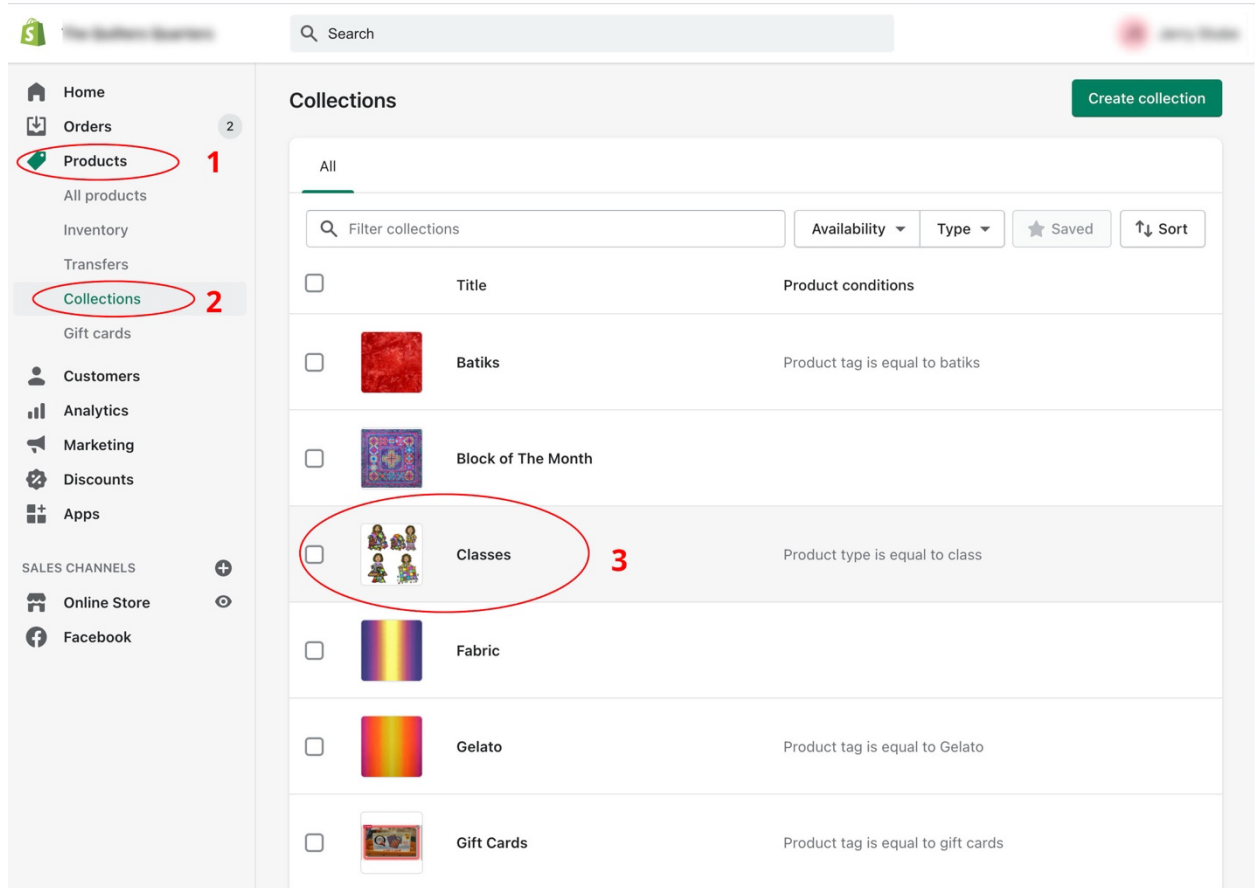 Search
Home
Orders 2
Products 1
All products
Inventory
Transfers
Collections 2
Gift cards
Customers
Analytics
Marketing
Discounts
Apps
SALES CHANNELS
Online Store
Facebook
Collections
Create collection
All
Filter collections
Availability
Type
Saved
Sort
Title Product conditions
Batiks Product tag is equal to batiks
Block of The Month
Classes 3 Product type is equal to class
Fabric
Gelato Product tag is equal to Gelato
Gift Cards Product tag is equal to gift cards